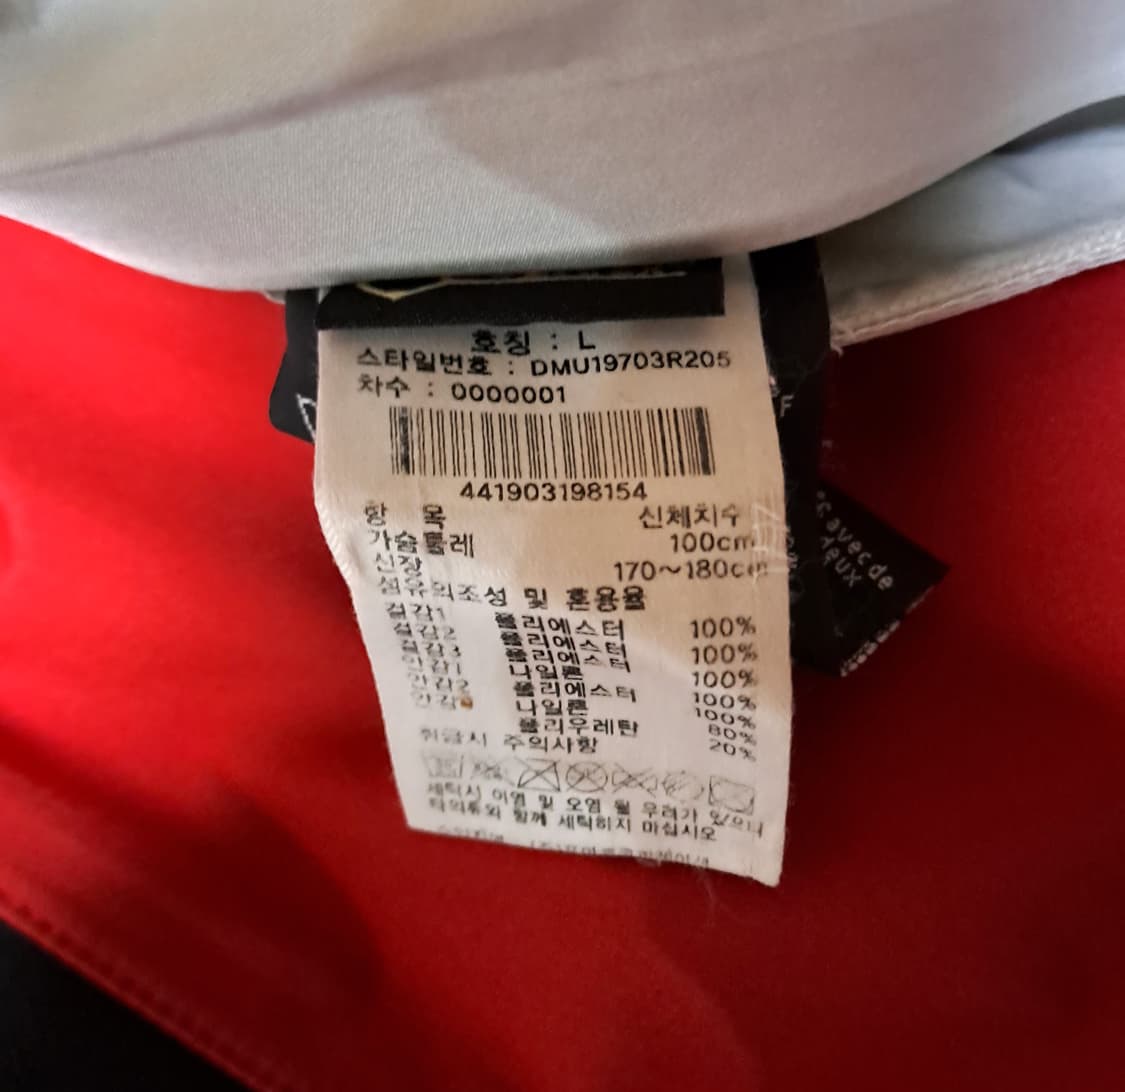 호칭 : L
스타일번호 : DMU19703R205
차수 : 0000001
441903198154
항 목 신체치수
가슴둘레 100cm
신장 170~180cm
섬유의조성 및 혼용율
겉감1 폴리에스터 100%
겉감2 폴리에스터 100%
겉감3 폴리에스터 100%
안감1 나일론 100%
안감2 폴리에스터 100%
안감 나일론 80%
폴리우레탄 20%
취급시 주의사항
세탁시 이염 및 오염 될 우려가 있으니
타의류와 함께 세탁하지 마십시오
avec de